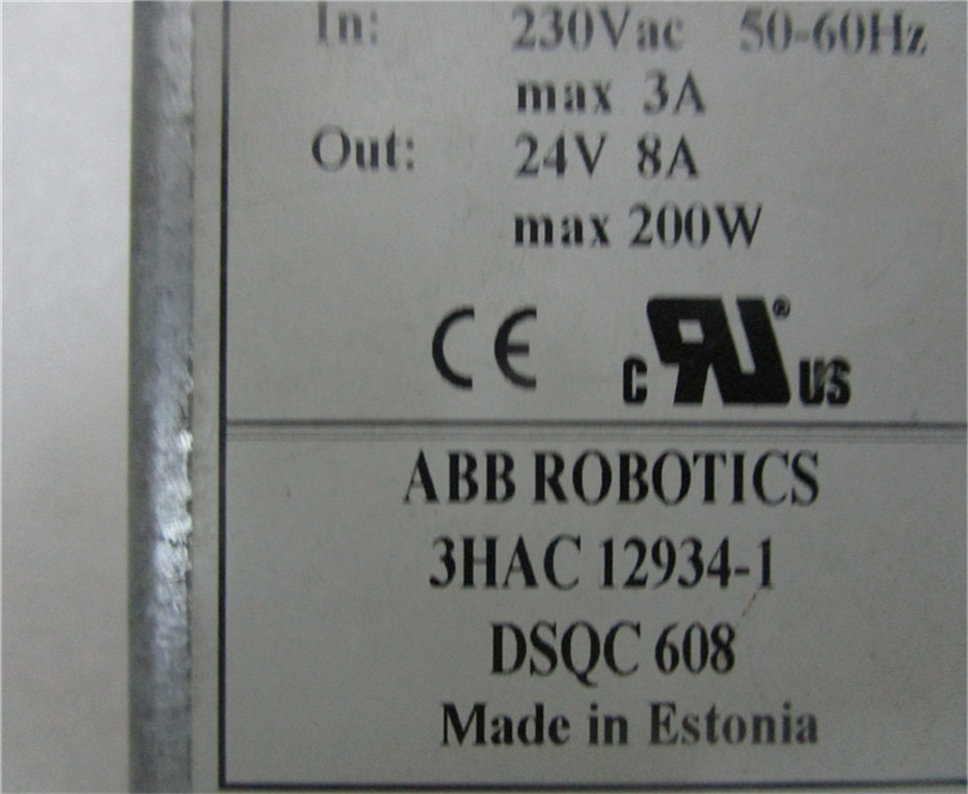 In: 230Vac 50-60Hz
max 3A
Out: 24V 8A
max 200W
CE c RU ® US
ABB ROBOTICS
3HAC 12934-1
DSQC 608
Made in Estonia